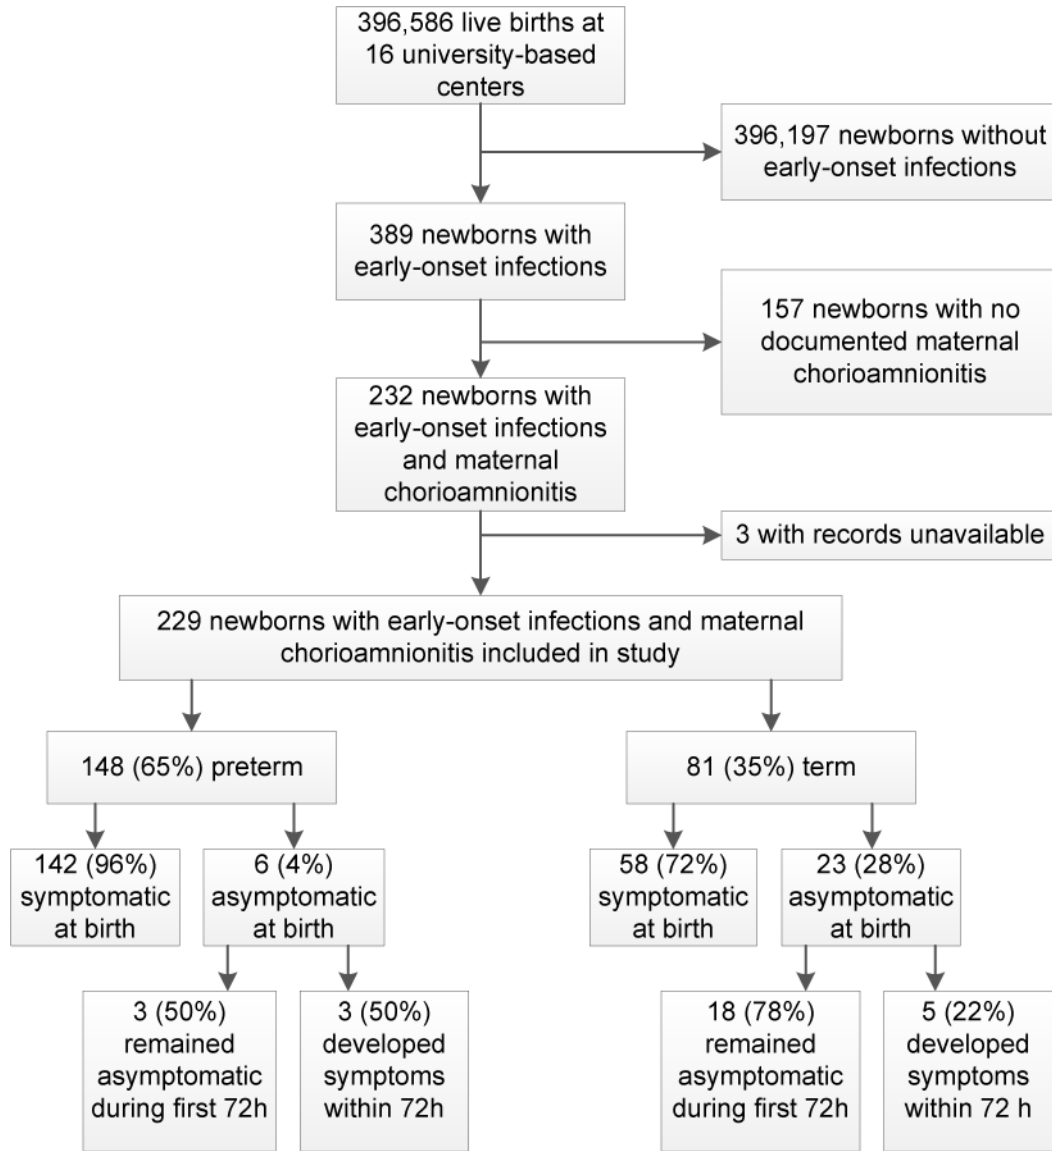 396,586 live births at
16 university-based
centers
396,197 newborns without
early-onset infections
389 newborns with
early-onset infections
157 newborns with no
documented maternal
chorioamnionitis
232 newborns with
early-onset infections
and maternal
chorioamnionitis
3 with records unavailable
229 newborns with early-onset infections and maternal
chorioamnionitis included in study
148 (65%) preterm
81 (35%) term
142 (96%)
symptomatic
at birth
6 (4%)
asymptomatic
at birth
58 (72%)
symptomatic
at birth
23 (28%)
asymptomatic
at birth
3 (50%)
remained
asymptomatic
during first 72h
3 (50%)
developed
symptoms
within 72h
18 (78%)
remained
asymptomatic
during first 72h
5 (22%)
developed
symptoms
within 72 h